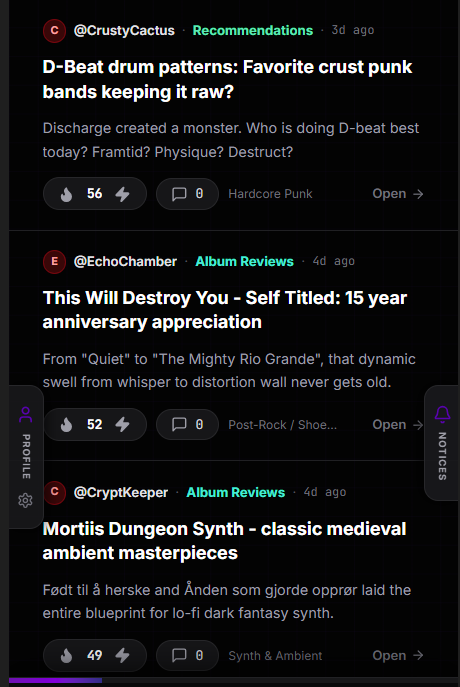 C @CrustyCactus · Recommendations · 3d ago
D-Beat drum patterns: Favorite crust punk
bands keeping it raw?
Discharge created a monster. Who is doing D-beat best
today? Framtid? Physique? Destruct?
56 0 Hardcore Punk Open →
E @EchoChamber · Album Reviews · 4d ago
This Will Destroy You - Self Titled: 15 year
anniversary appreciation
From "Quiet" to "The Mighty Rio Grande", that dynamic
swell from whisper to distortion wall never gets old.
52 0 Post-Rock / Shoe... Open →
PROFILE
NOTICES
C @CryptKeeper · Album Reviews · 4d ago
Mortiis Dungeon Synth - classic medieval
ambient masterpieces
Født til å herske and Ånden som gjorde opprør laid the
entire blueprint for lo-fi dark fantasy synth.
49 0 Synth & Ambient Open →